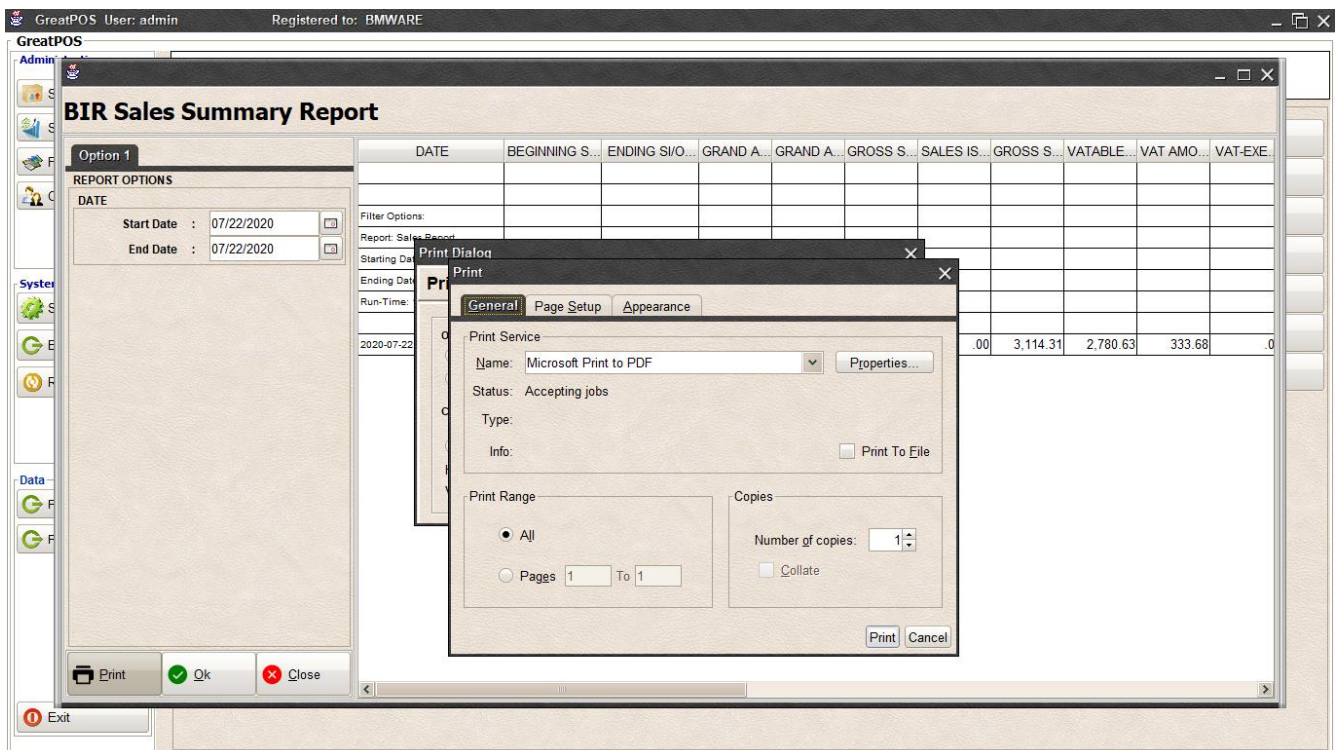 GreatPOS User: admin Registered to: BMWARE
GreatPOS
BIR Sales Summary Report
Option 1
REPORT OPTIONS
DATE
Start Date : 07/22/2020
End Date : 07/22/2020
DATE BEGINNING S... ENDING SI/O... GRAND A... GRAND A... GROSS S... SALES IS... GROSS S... VATABLE... VAT AMO... VAT-EXE...
Filter Options:
Report: Sales Report
Starting Dat
Ending Date
Run-Time:
2020-07-22 .00 3,114.31 2,780.63 333.68 .0
Print Dialog
Print
General Page Setup Appearance
Print Service
Name: Microsoft Print to PDF Properties...
Status: Accepting jobs
Type:
Info: Print To File
Print Range
All
Pages 1 To 1
Copies
Number of copies: 1
Collate
Print Cancel
Print Ok Close
Data
Exit